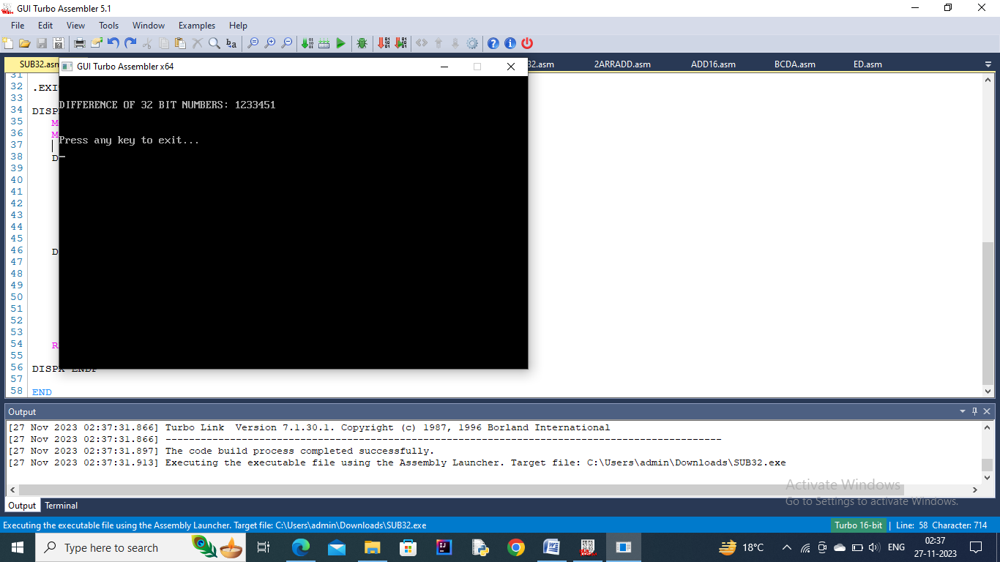 GUI Turbo Assembler 5.1
File Edit View Tools Window Examples Help
SUB32.asm 32.asm 2ARRADD.asm ADD16.asm BCDA.asm ED.asm
GUI Turbo Assembler x64
DIFFERENCE OF 32 BIT NUMBERS: 1233451
Press any key to exit...
31
32 .EXI
33
34 DISP
35 M
36 M
37
38 D
39
40
41
42
43
44
45
46 D
47
48
49
50
51
52
53
54 R
55
56 DISPX ENDP
57
58 END
Output
[27 Nov 2023 02:37:31.866] Turbo Link Version 7.1.30.1. Copyright (c) 1987, 1996 Borland International
[27 Nov 2023 02:37:31.866] ----------------------------------------------------------------------------------------------
[27 Nov 2023 02:37:31.897] The code build process completed successfully.
[27 Nov 2023 02:37:31.913] Executing the executable file using the Assembly Launcher. Target file: C:\Users\admin\Downloads\SUB32.exe
Activate Windows
Go to Settings to activate Windows.
Output Terminal
Executing the executable file using the Assembly Launcher. Target file: C:\Users\admin\Downloads\SUB32.exe Turbo 16-bit | Line: 58 Character: 714
Type here to search 18°C ENG 02:37
27-11-2023